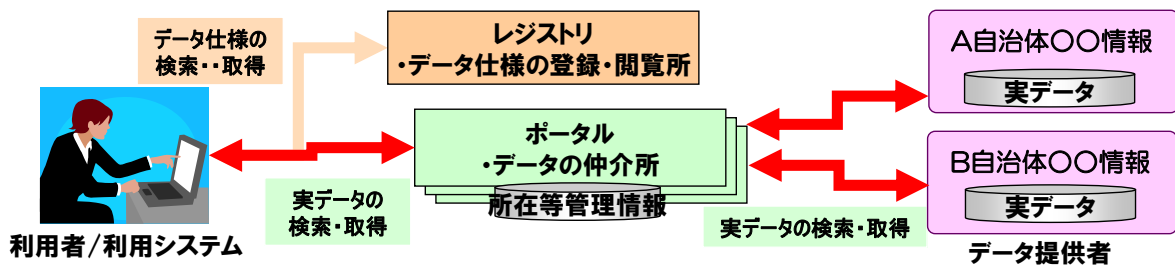 データ仕様の
検索・・取得
レジストリ
・データ仕様の登録・閲覧所
A自治体〇〇情報
実データ
ポータル
・データの仲介所
所在等管理情報
B自治体〇〇情報
実データ
実データの
検索・取得
実データの検索・取得
利用者/利用システム
データ提供者